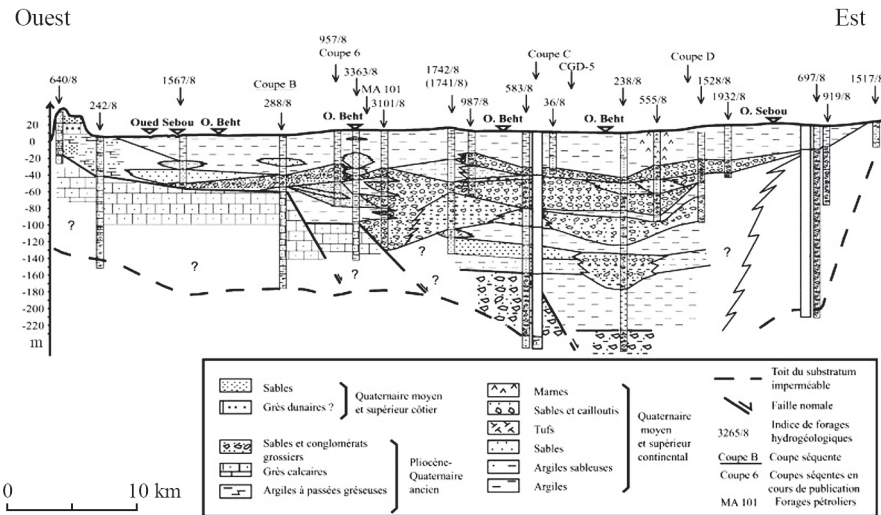 Ouest
Est
957/8
Coupe 6
Coupe C
Coupe D
640/8
1567/8
Coupe B
3363/8
MA 101
1742/8
(1741/8)
CGD-5
697/8
1517/8
242/8
288/8
3101/8
987/8
583/8
36/8
238/8
555/8
1528/8
1932/8
919/8
Oued Sebou
O. Beht
O. Beht
O. Beht
O. Beht
O. Sebou
20
0
-20
-40
-60
-80
-100
-120
-140
-160
-180
-200
-220
m
?
?
?
?
?
?
Sables
Grès dunaires ?
Quaternaire moyen
et supérieur côtier
Sables et conglomérats
grossiers
Grès calcaires
Argiles à passées gréseuses
Pliocène-
Quaternaire
ancien
Marnes
Sables et cailloutis
Tufs
Sables
Argiles sableuses
Argiles
Quaternaire
moyen
et supérieur
continental
Toit du substratum
imperméable
Faille nomale
3265/8
Indice de forages
hydrogéologiques
Coupe B
Coupe séquente
Coupe 6
Coupes séqentes en
cours de publication
MA 101
Forages pétroliers
0
10 km